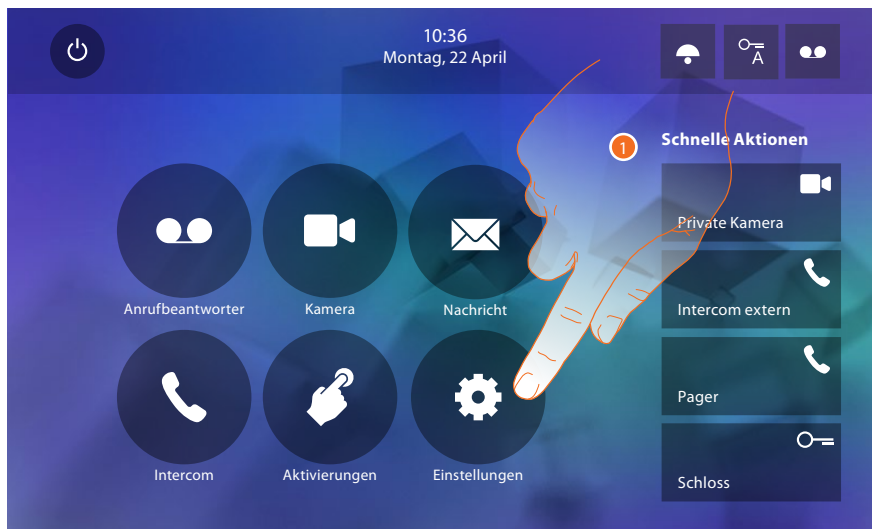 10:36
Montag, 22 April
A
1
Schnelle Aktionen
Private Kamera
Intercom extern
Pager
Schloss
Anrufbeantworter
Kamera
Nachricht
Intercom
Aktivierungen
Einstellungen